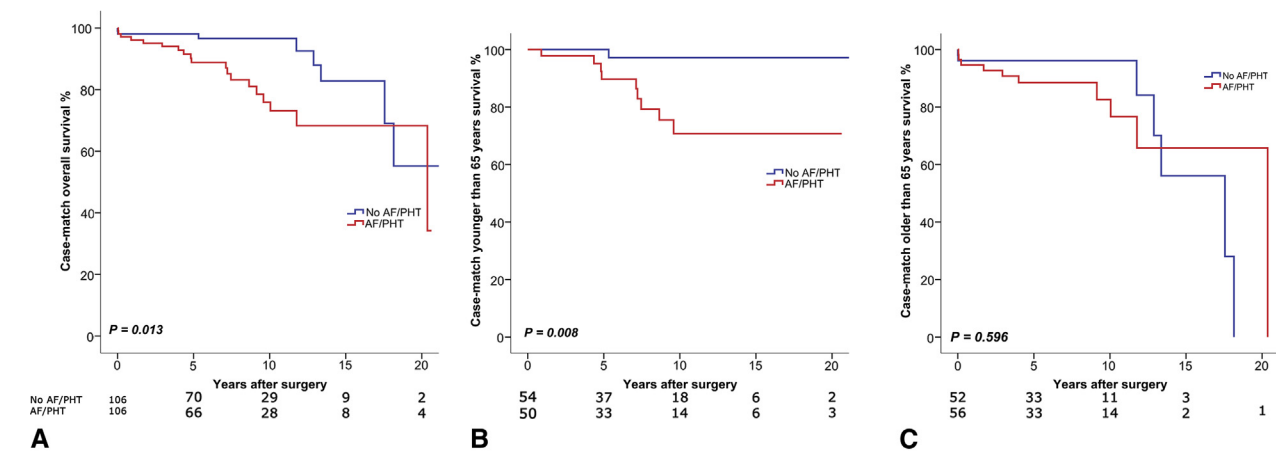 Case-match overall survival %
100
80
60
40
20
0
No AF/PHT
AF/PHT
P = 0.013
0 5 10 15 20
Years after surgery
No AF/PHT 106 70 29 9 2
AF/PHT 106 66 28 8 4
A
Case-match younger than 65 years survival %
100
80
60
40
20
0
No AF/PHT
AF/PHT
P = 0.008
0 5 10 15 20
Years after surgery
54 37 18 6 2
50 33 14 6 3
B
Case-match older than 65 years survival %
100
80
60
40
20
0
No AF/PHT
AF/PHT
P = 0.596
0 5 10 15 20
Years after surgery
52 33 11 3
56 33 14 2 1
C